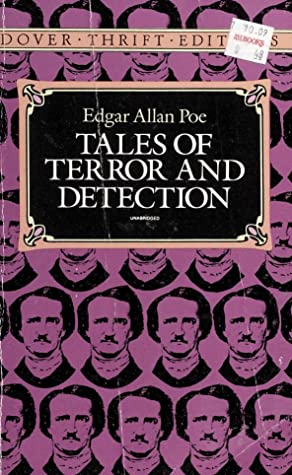 DOVER · THRIFT · EDITIONS
Edgar Allan Poe
TALES OF
TERROR AND
DETECTION
UNABRIDGED